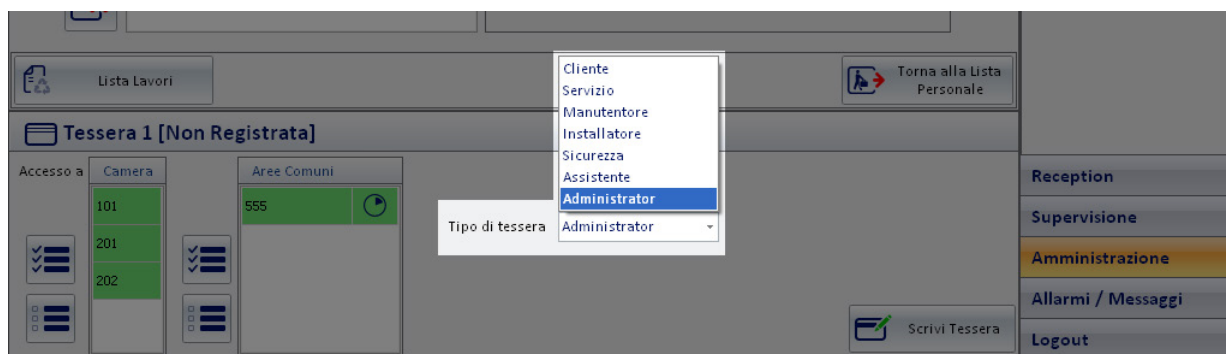 Cliente
Servizio
Manutentore
Installatore
Sicurezza
Assistente
Administrator
Lista Lavori
Torna alla Lista
Personale
Tessera 1 [Non Registrata]
Accesso a
Camera
101
201
202
Aree Comuni
555
Tipo di tessera
Administrator
Scrivi Tessera
Reception
Supervisione
Amministrazione
Allarmi / Messaggi
Logout